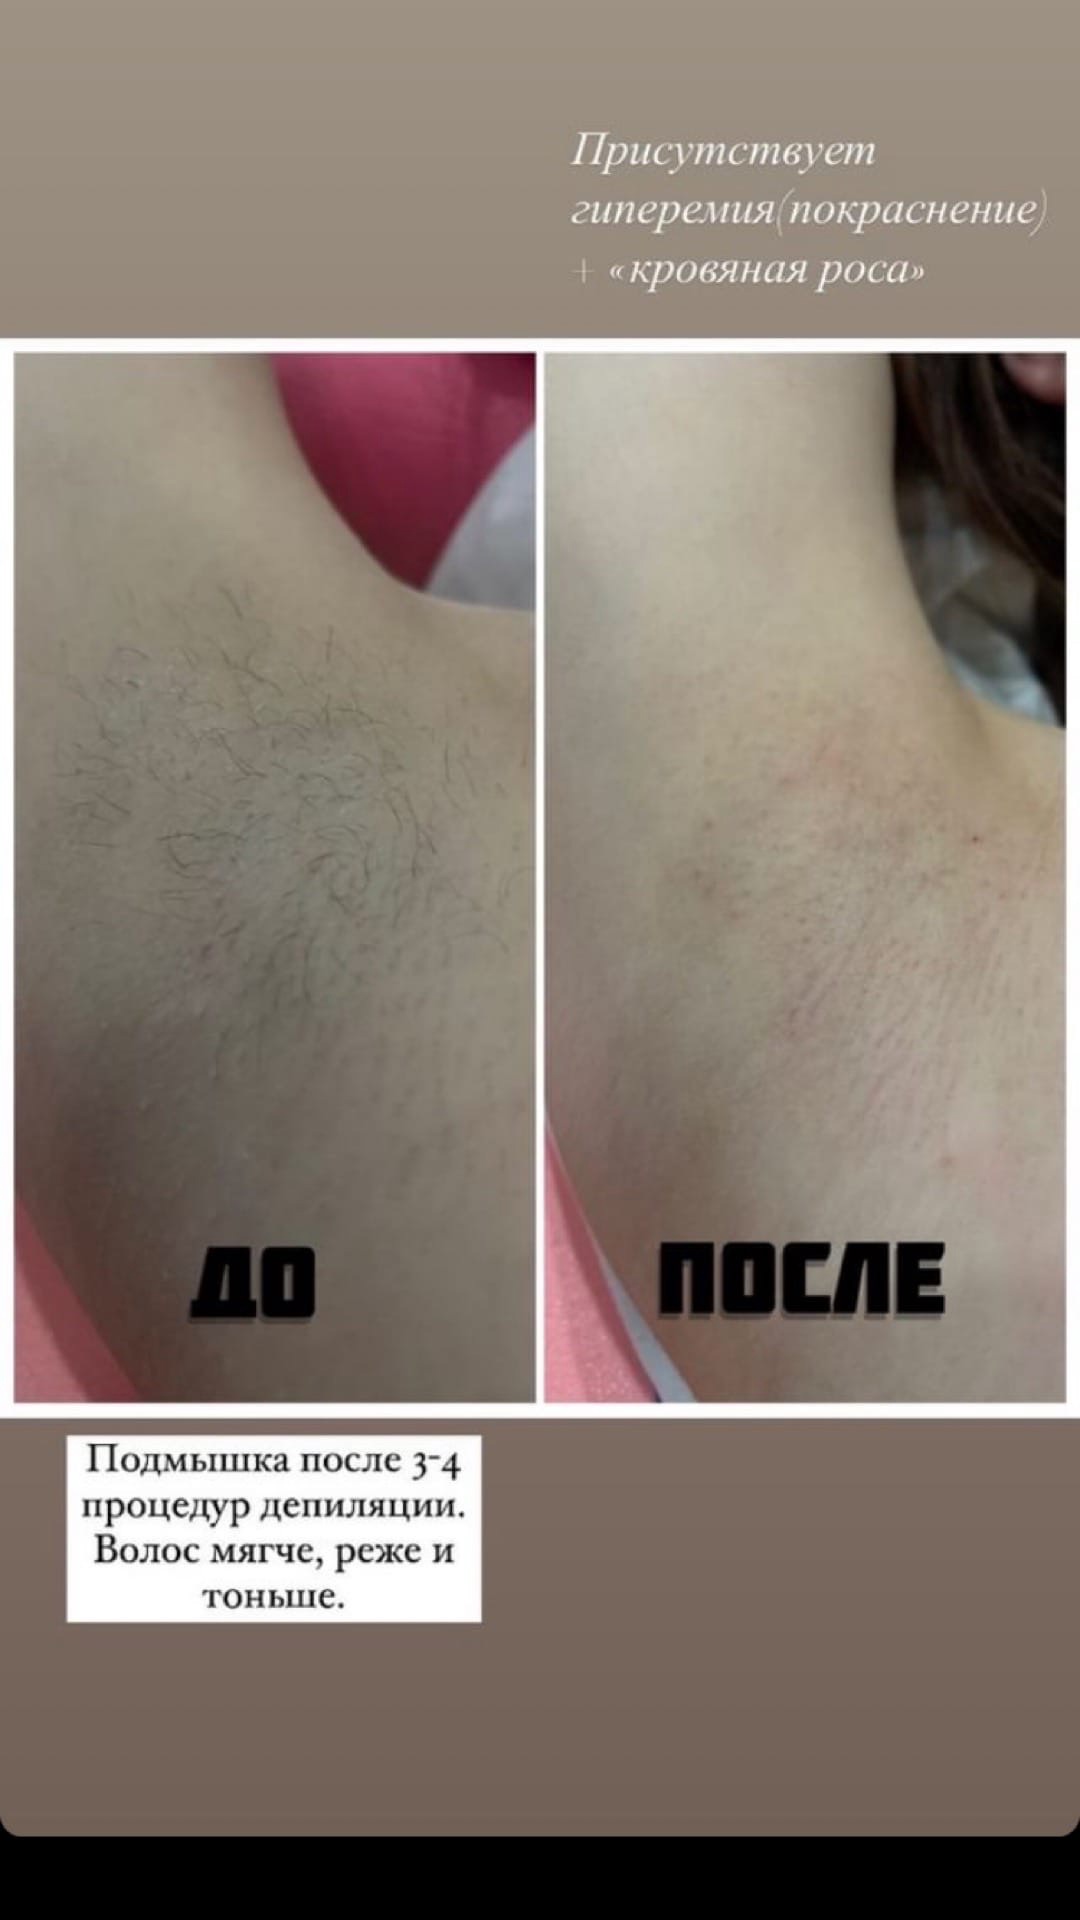 Присутствует
гиперемия(покраснение)
+ «кровяная роса»
ДО
ПОСЛЕ
Подмышка после 3-4
процедур депиляции.
Волос мягче, реже и
тоньше.